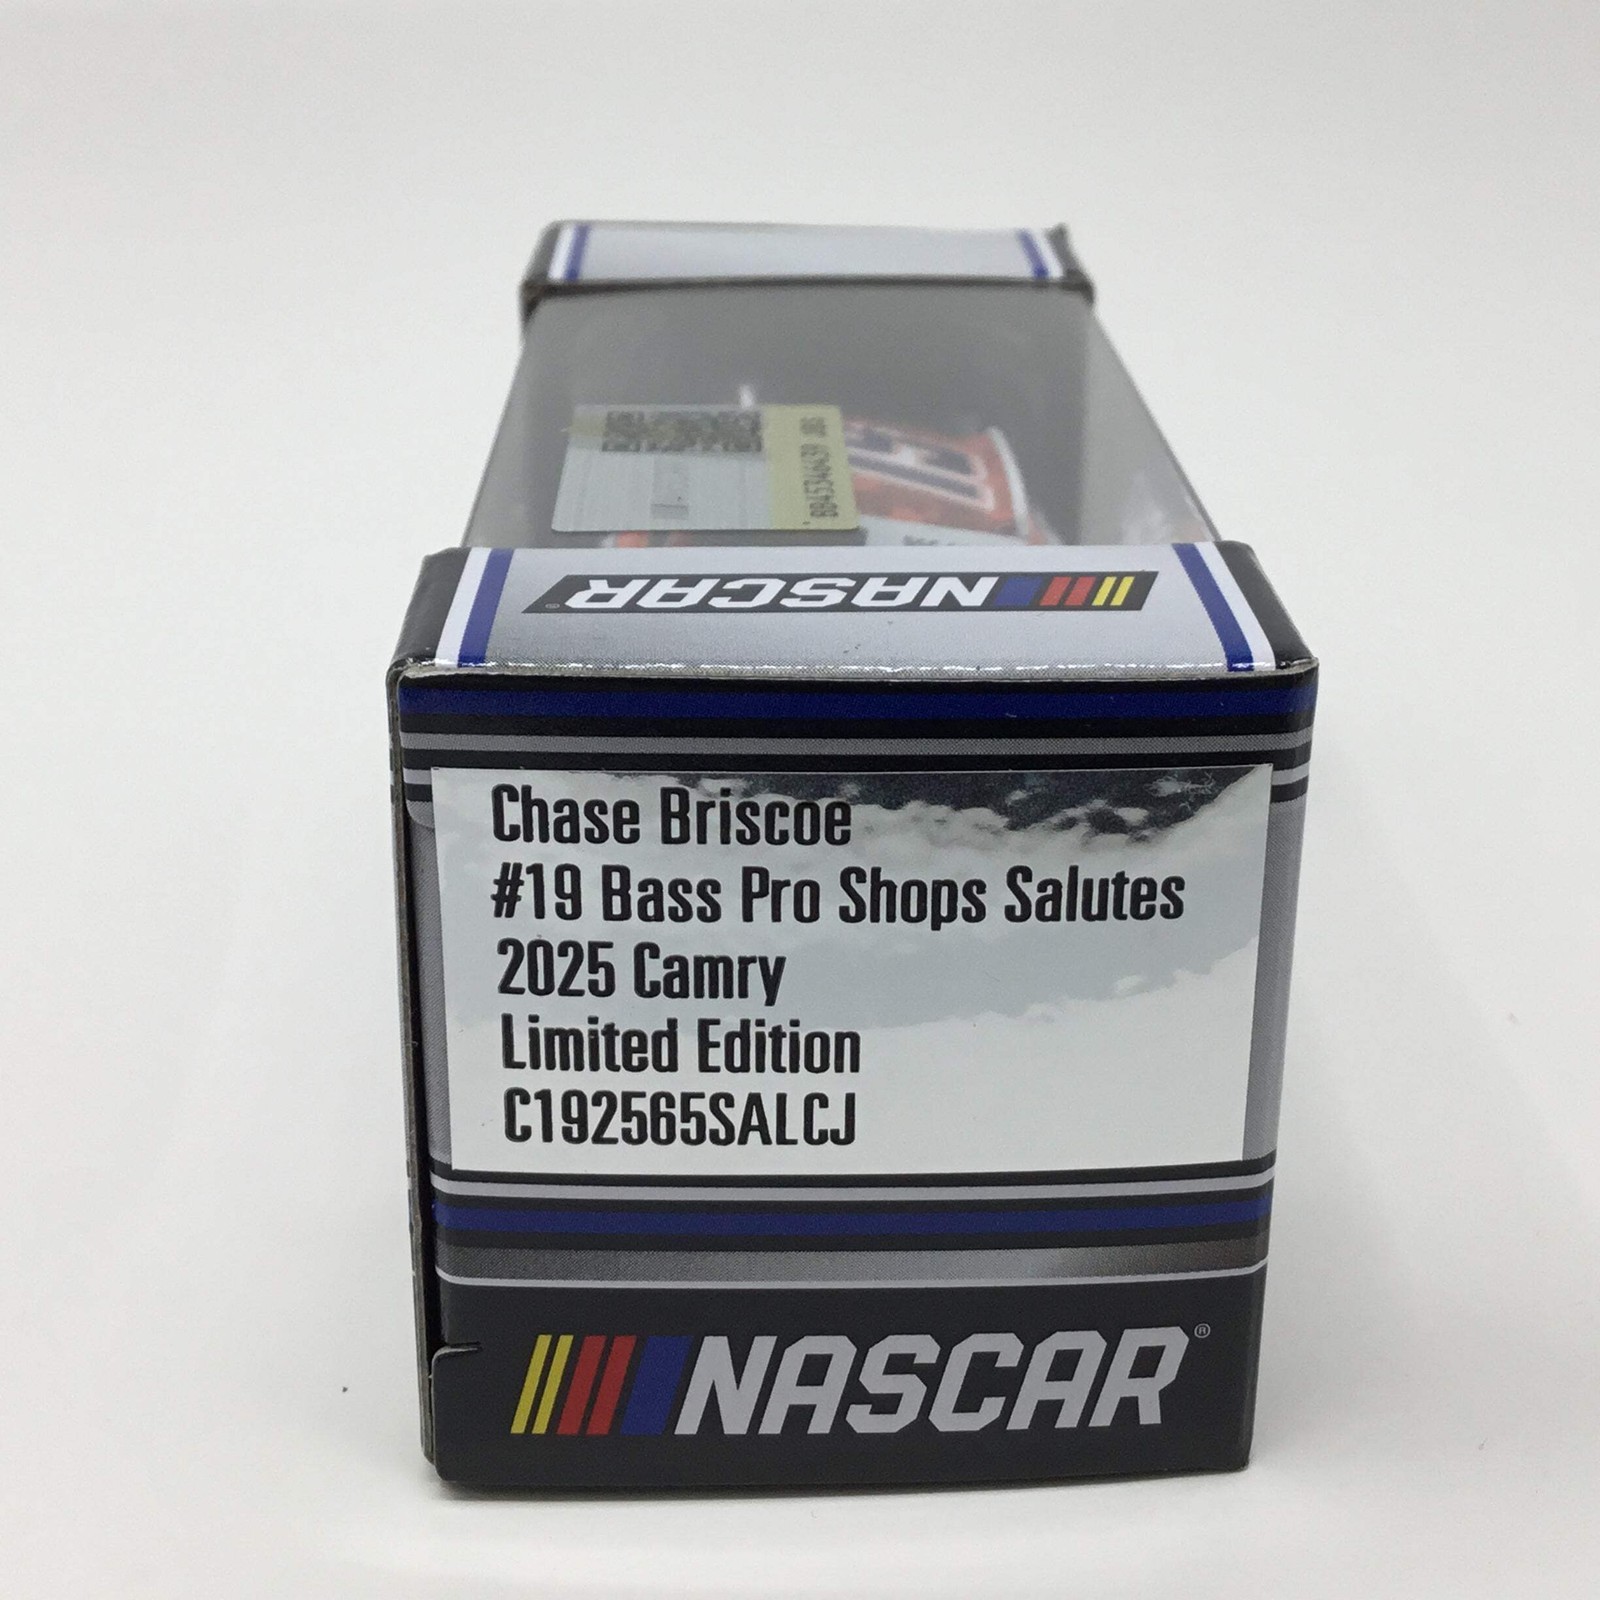 NASCAR
Chase Briscoe
#19 Bass Pro Shops Salutes
2025 Camry
Limited Edition
C192565SALCJ
NASCAR®